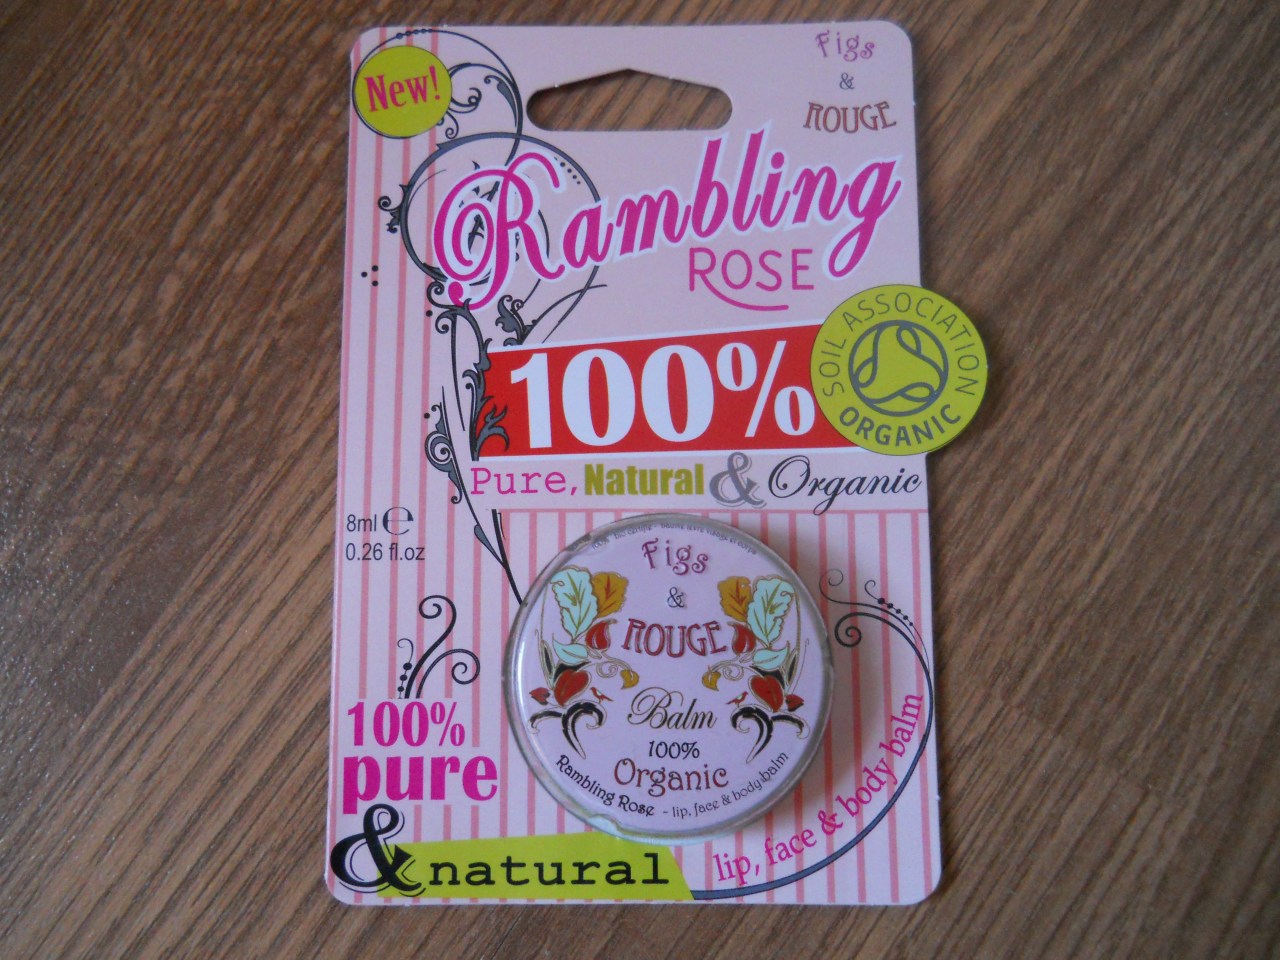 New!
Figs
&
ROUGE
Rambling
ROSE
100%
SOIL ASSOCIATION
ORGANIC
Pure, Natural & Organic
8ml e
0.26 fl.oz
Figs
&
ROUGE
Balm
100%
Organic
Rambling Rose - lip, face & body balm
100%
pure
& natural
lip, face & body balm